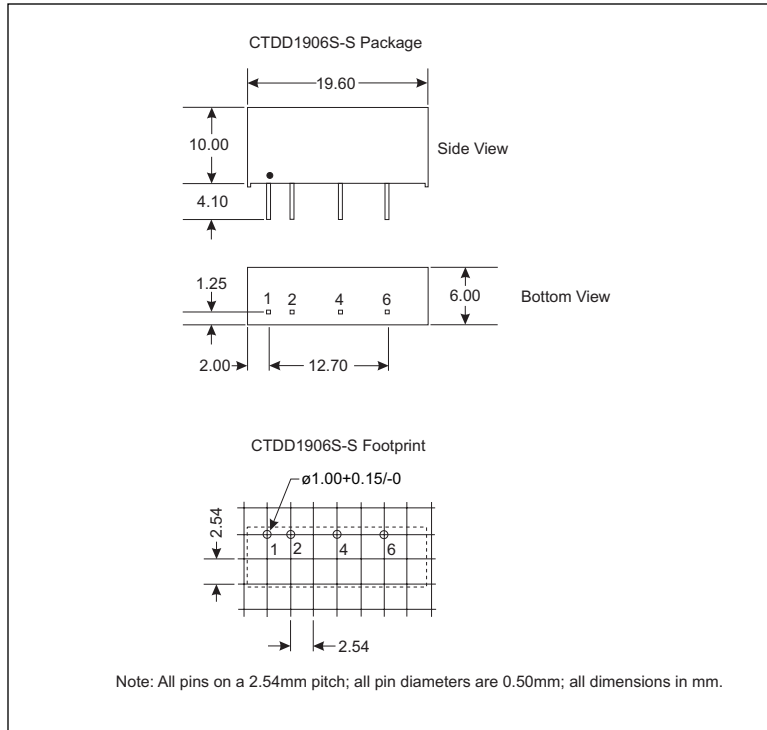 CTDD1906S-S Package
19.60
10.00
Side View
4.10
1.25
1 2 4 6
6.00
Bottom View
2.00
12.70
CTDD1906S-S Footprint
ø1.00+0.15/-0
2.54
1 2 4 6
2.54
Note: All pins on a 2.54mm pitch; all pin diameters are 0.50mm; all dimensions in mm.